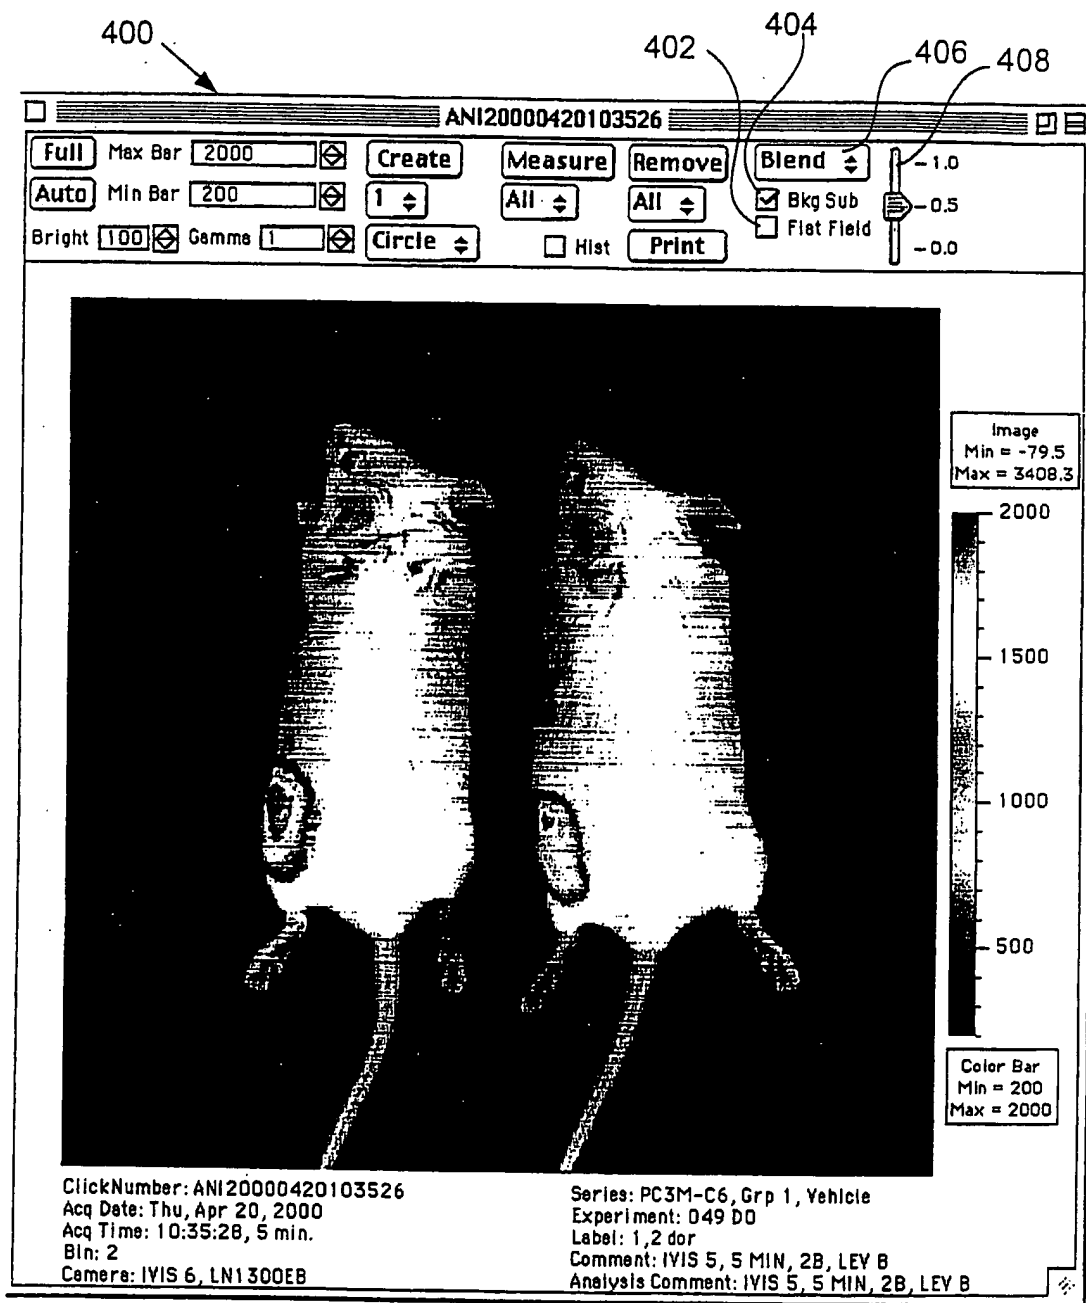 400
402
404
406
408
ANI20000420103526
Full Max Bar 2000 Create Measure Remove Blend 1.0
Auto Min Bar 200 1 All All Bkg Sub 0.5
Bright 100 Gamma 1 Circle Hist Print Flat Field 0.0
Image
Min = -79.5
Max = 3408.3
2000
1500
1000
500
Color Bar
Min = 200
Max = 2000
ClickNumber: ANI20000420103526
Acq Date: Thu, Apr 20, 2000
Acq Time: 10:35:28, 5 min.
Bin: 2
Camera: IVIS 6, LN1300EB
Series: PC3M-C6, Grp 1, Vehicle
Experiment: 049 D0
Label: 1,2 dor
Comment: IVIS 5, 5 MIN, 2B, LEV B
Analysis Comment: IVIS 5, 5 MIN, 2B, LEV B